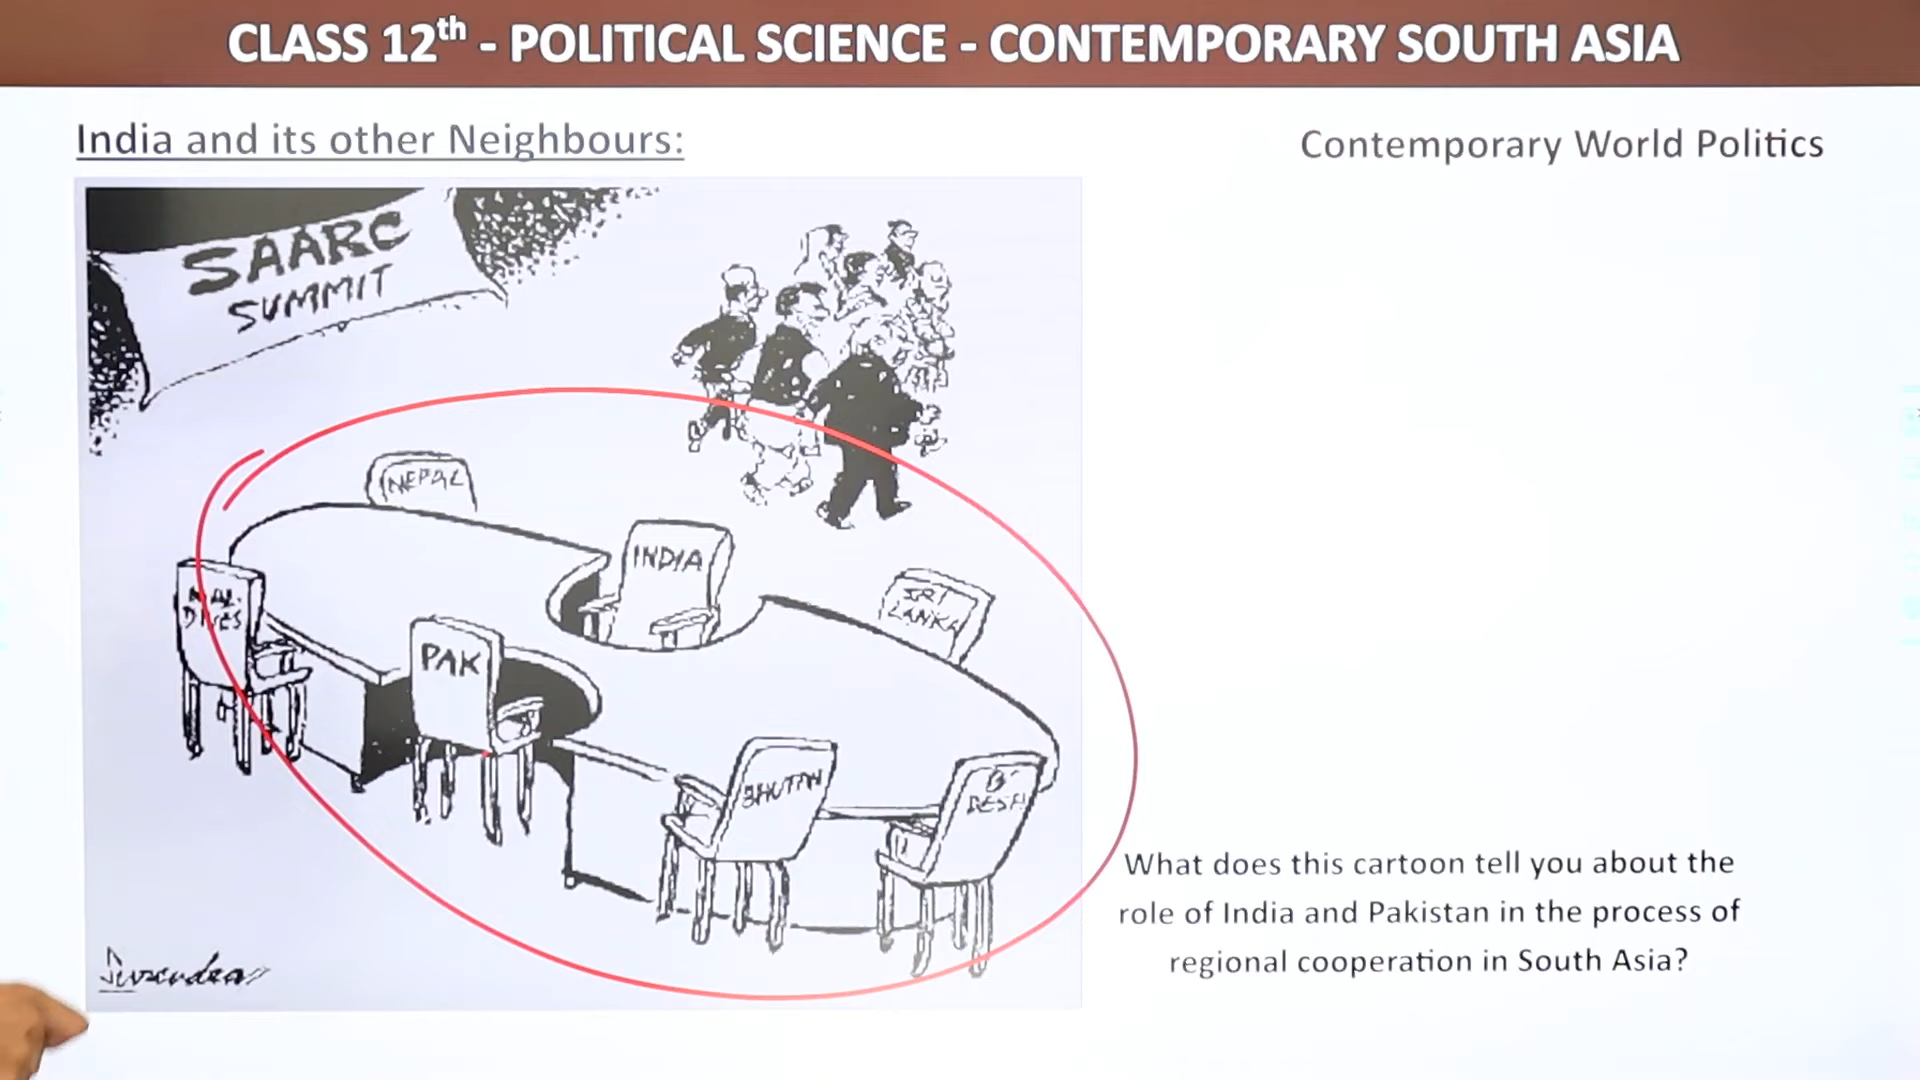 CLASS 12th - POLITICAL SCIENCE - CONTEMPORARY SOUTH ASIA
India and its other Neighbours:
Contemporary World Politics
SAARC
SUMMIT
NEPAL
INDIA
SRI
LANKA
MAL-
DIVES
PAK
BHUTAN
B'
DESH
Surendra
What does this cartoon tell you about the
role of India and Pakistan in the process of
regional cooperation in South Asia?